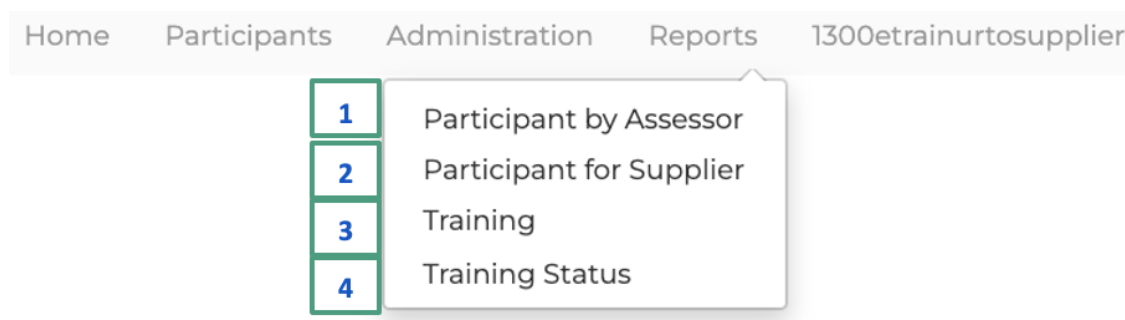 Home Participants Administration Reports 1300etrainurtosupplier
1 Participant by Assessor
2 Participant for Supplier
3 Training
4 Training Status